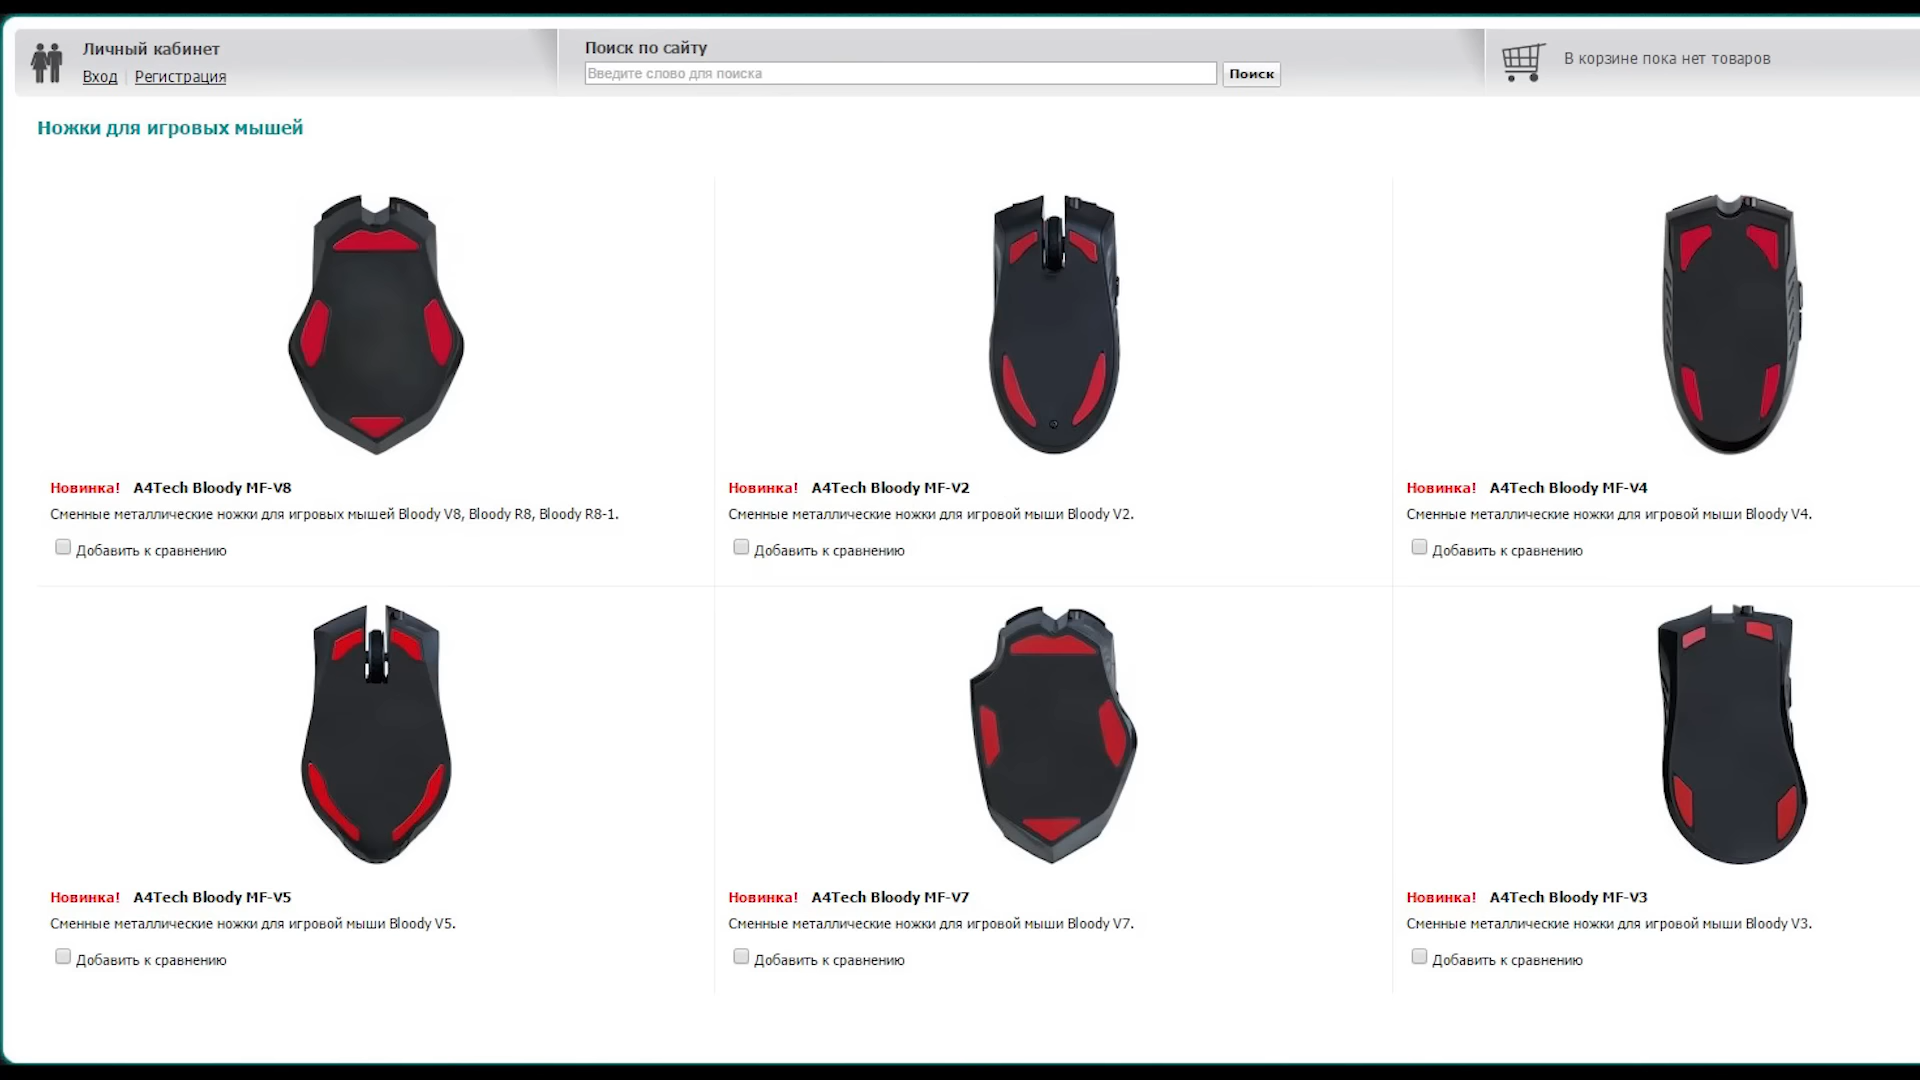 Личный кабинет
Вход | Регистрация
Поиск по сайту
Введите слово для поиска
Поиск
В корзине пока нет товаров
Ножки для игровых мышей
Новинка! A4Tech Bloody MF-V8
Сменные металлические ножки для игровых мышей Bloody V8, Bloody R8, Bloody R8-1.
Добавить к сравнению
Новинка! A4Tech Bloody MF-V2
Сменные металлические ножки для игровой мыши Bloody V2.
Добавить к сравнению
Новинка! A4Tech Bloody MF-V4
Сменные металлические ножки для игровой мыши Bloody V4.
Добавить к сравнению
Новинка! A4Tech Bloody MF-V5
Сменные металлические ножки для игровой мыши Bloody V5.
Добавить к сравнению
Новинка! A4Tech Bloody MF-V7
Сменные металлические ножки для игровой мыши Bloody V7.
Добавить к сравнению
Новинка! A4Tech Bloody MF-V3
Сменные металлические ножки для игровой мыши Bloody V3.
Добавить к сравнению